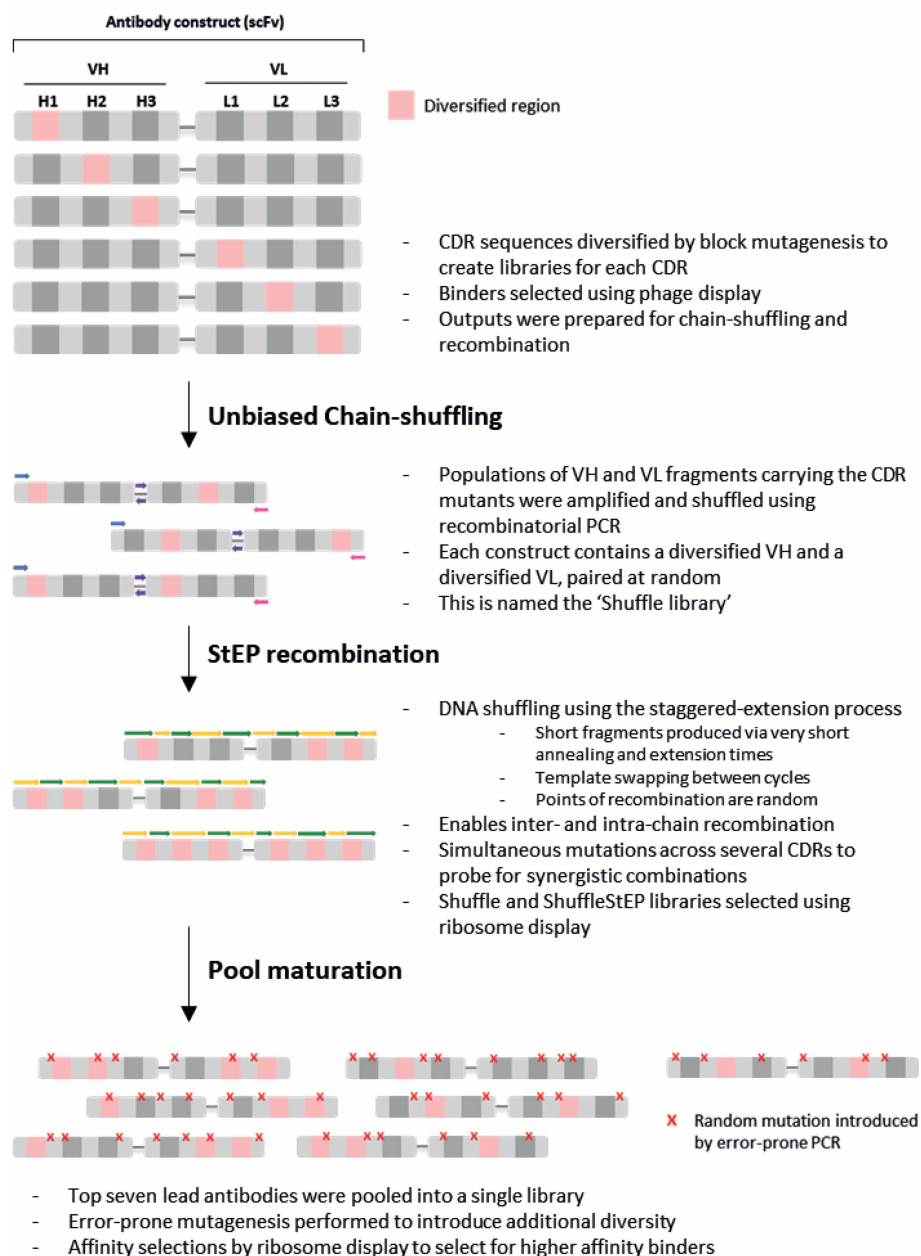 Antibody construct (scFv)
VH
VL
H1 H2 H3 L1 L2 L3
Diversified region
- CDR sequences diversified by block mutagenesis to
create libraries for each CDR
- Binders selected using phage display
- Outputs were prepared for chain-shuffling and
recombination
Unbiased Chain-shuffling
- Populations of VH and VL fragments carrying the CDR
mutants were amplified and shuffled using
recombinatorial PCR
- Each construct contains a diversified VH and a
diversified VL, paired at random
- This is named the ‘Shuffle library’
StEP recombination
- DNA shuffling using the staggered-extension process
- Short fragments produced via very short
annealing and extension times
- Template swapping between cycles
- Points of recombination are random
- Enables inter- and intra-chain recombination
- Simultaneous mutations across several CDRs to
probe for synergistic combinations
- Shuffle and ShuffleStEP libraries selected using
ribosome display
Pool maturation
X Random mutation introduced
by error-prone PCR
- Top seven lead antibodies were pooled into a single library
- Error-prone mutagenesis performed to introduce additional diversity
- Affinity selections by ribosome display to select for higher affinity binders